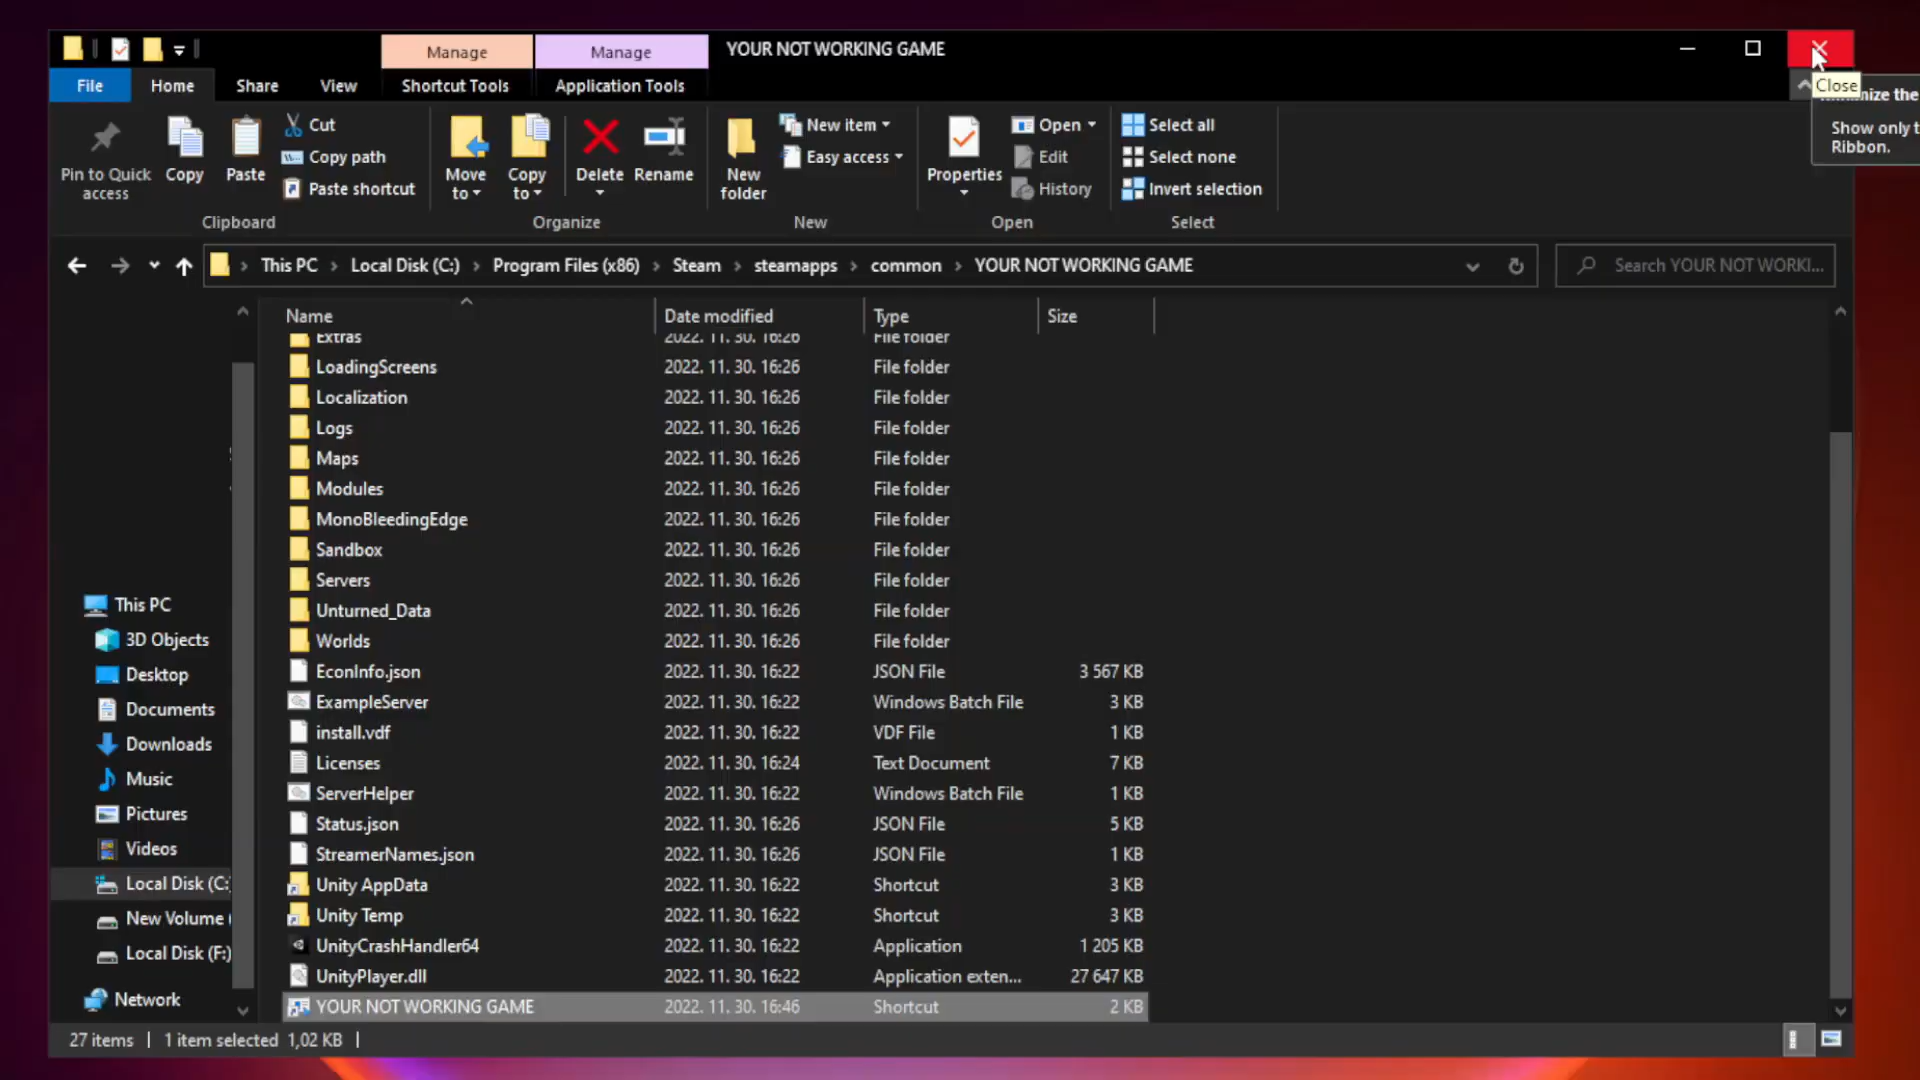 Manage
Manage
YOUR NOT WORKING GAME
Close
File
Home
Share
View
Shortcut Tools
Application Tools
the
Show only
Ribbon.
Pin to Quick access
Copy
Paste
Cut
Copy path
Paste shortcut
Move to
Copy to
Delete
Rename
New folder
New item
Easy access
Properties
Open
Edit
History
Select all
Select none
Invert selection
Clipboard
Organize
New
Open
Select
This PC > Local Disk (C:) > Program Files (x86) > Steam > steamapps > common > YOUR NOT WORKING GAME
Search YOUR NOT WORKI...
Name Date modified Type Size
Extras 2022. 11. 30. 16:26 File folder
LoadingScreens 2022. 11. 30. 16:26 File folder
Localization 2022. 11. 30. 16:26 File folder
Logs 2022. 11. 30. 16:26 File folder
Maps 2022. 11. 30. 16:26 File folder
Modules 2022. 11. 30. 16:26 File folder
MonoBleedingEdge 2022. 11. 30. 16:26 File folder
Sandbox 2022. 11. 30. 16:26 File folder
Servers 2022. 11. 30. 16:26 File folder
Unturned_Data 2022. 11. 30. 16:26 File folder
Worlds 2022. 11. 30. 16:26 File folder
EconInfo.json 2022. 11. 30. 16:22 JSON File 3 567 KB
ExampleServer 2022. 11. 30. 16:22 Windows Batch File 3 KB
install.vdf 2022. 11. 30. 16:22 VDF File 1 KB
Licenses 2022. 11. 30. 16:24 Text Document 7 KB
ServerHelper 2022. 11. 30. 16:22 Windows Batch File 1 KB
Status.json 2022. 11. 30. 16:26 JSON File 5 KB
StreamerNames.json 2022. 11. 30. 16:26 JSON File 1 KB
Unity AppData 2022. 11. 30. 16:22 Shortcut 3 KB
Unity Temp 2022. 11. 30. 16:22 Shortcut 3 KB
UnityCrashHandler64 2022. 11. 30. 16:22 Application 1 205 KB
UnityPlayer.dll 2022. 11. 30. 16:22 Application exten... 27 647 KB
YOUR NOT WORKING GAME 2022. 11. 30. 16:46 Shortcut 2 KB
This PC
3D Objects
Desktop
Documents
Downloads
Music
Pictures
Videos
Local Disk (C:
New Volume (
Local Disk (F:)
Network
27 items
1 item selected 1,02 KB